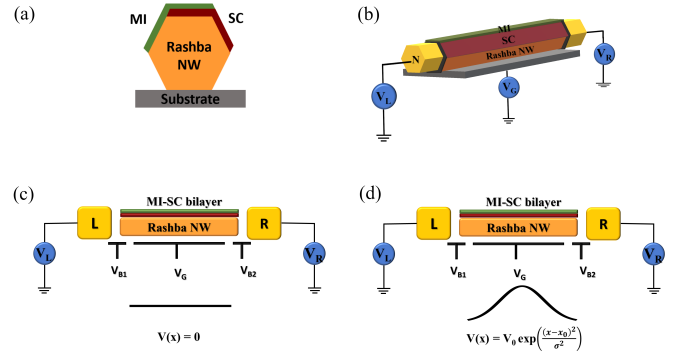 (a)
MI
SC
Rashba
NW
Substrate
(b)
MI
SC
Rashba NW
N
V_L
V_G
V_R
(c)
MI-SC bilayer
L
Rashba NW
R
V_L
V_B1
V_G
V_B2
V_R
V(x) = 0
(d)
MI-SC bilayer
L
Rashba NW
R
V_L
V_B1
V_G
V_B2
V_R
V(x) = V_0 exp((x−x_0)^2/σ^2)